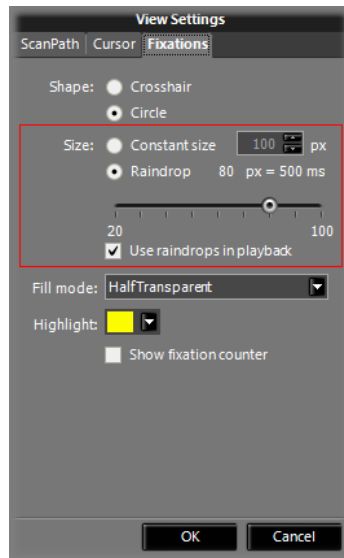 View Settings
ScanPath Cursor Fixations
Shape: Crosshair
Circle
Size: Constant size 100 px
Raindrop 80 px = 500 ms
20 100
Use raindrops in playback
Fill mode: HalfTransparent
Highlight:
Show fixation counter
OK Cancel